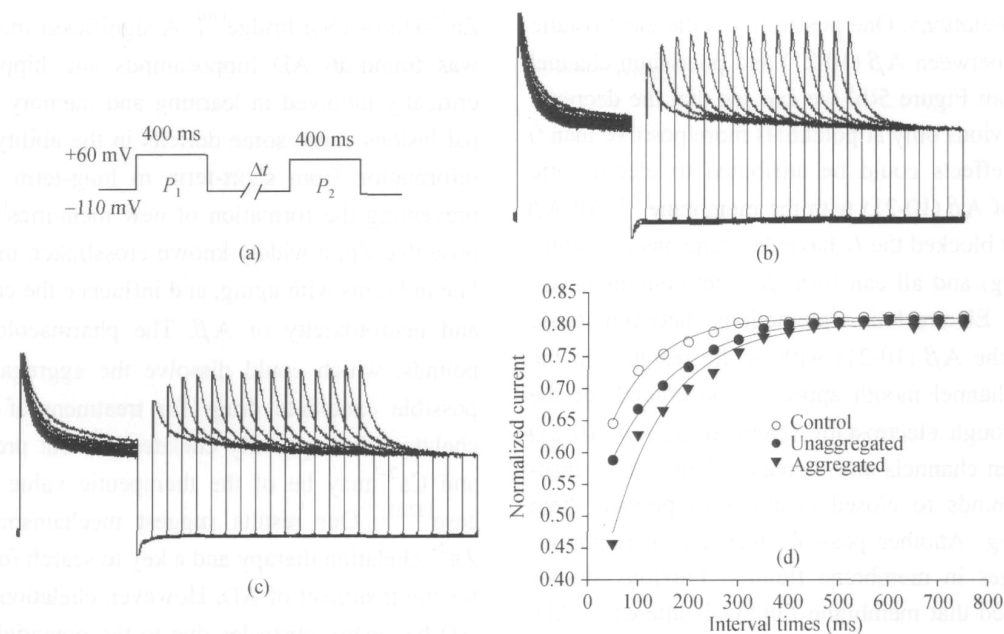 400 ms
400 ms
+60 mV
Δt
P1
P2
−110 mV
(a)
(b)
(c)
Normalized current
0.85
0.80
0.75
0.70
0.65
0.60
0.55
0.50
0.45
0.40
Control
Unaggregated
Aggregated
(d)
0 100 200 300 400 500 600 700 800
Interval times (ms)